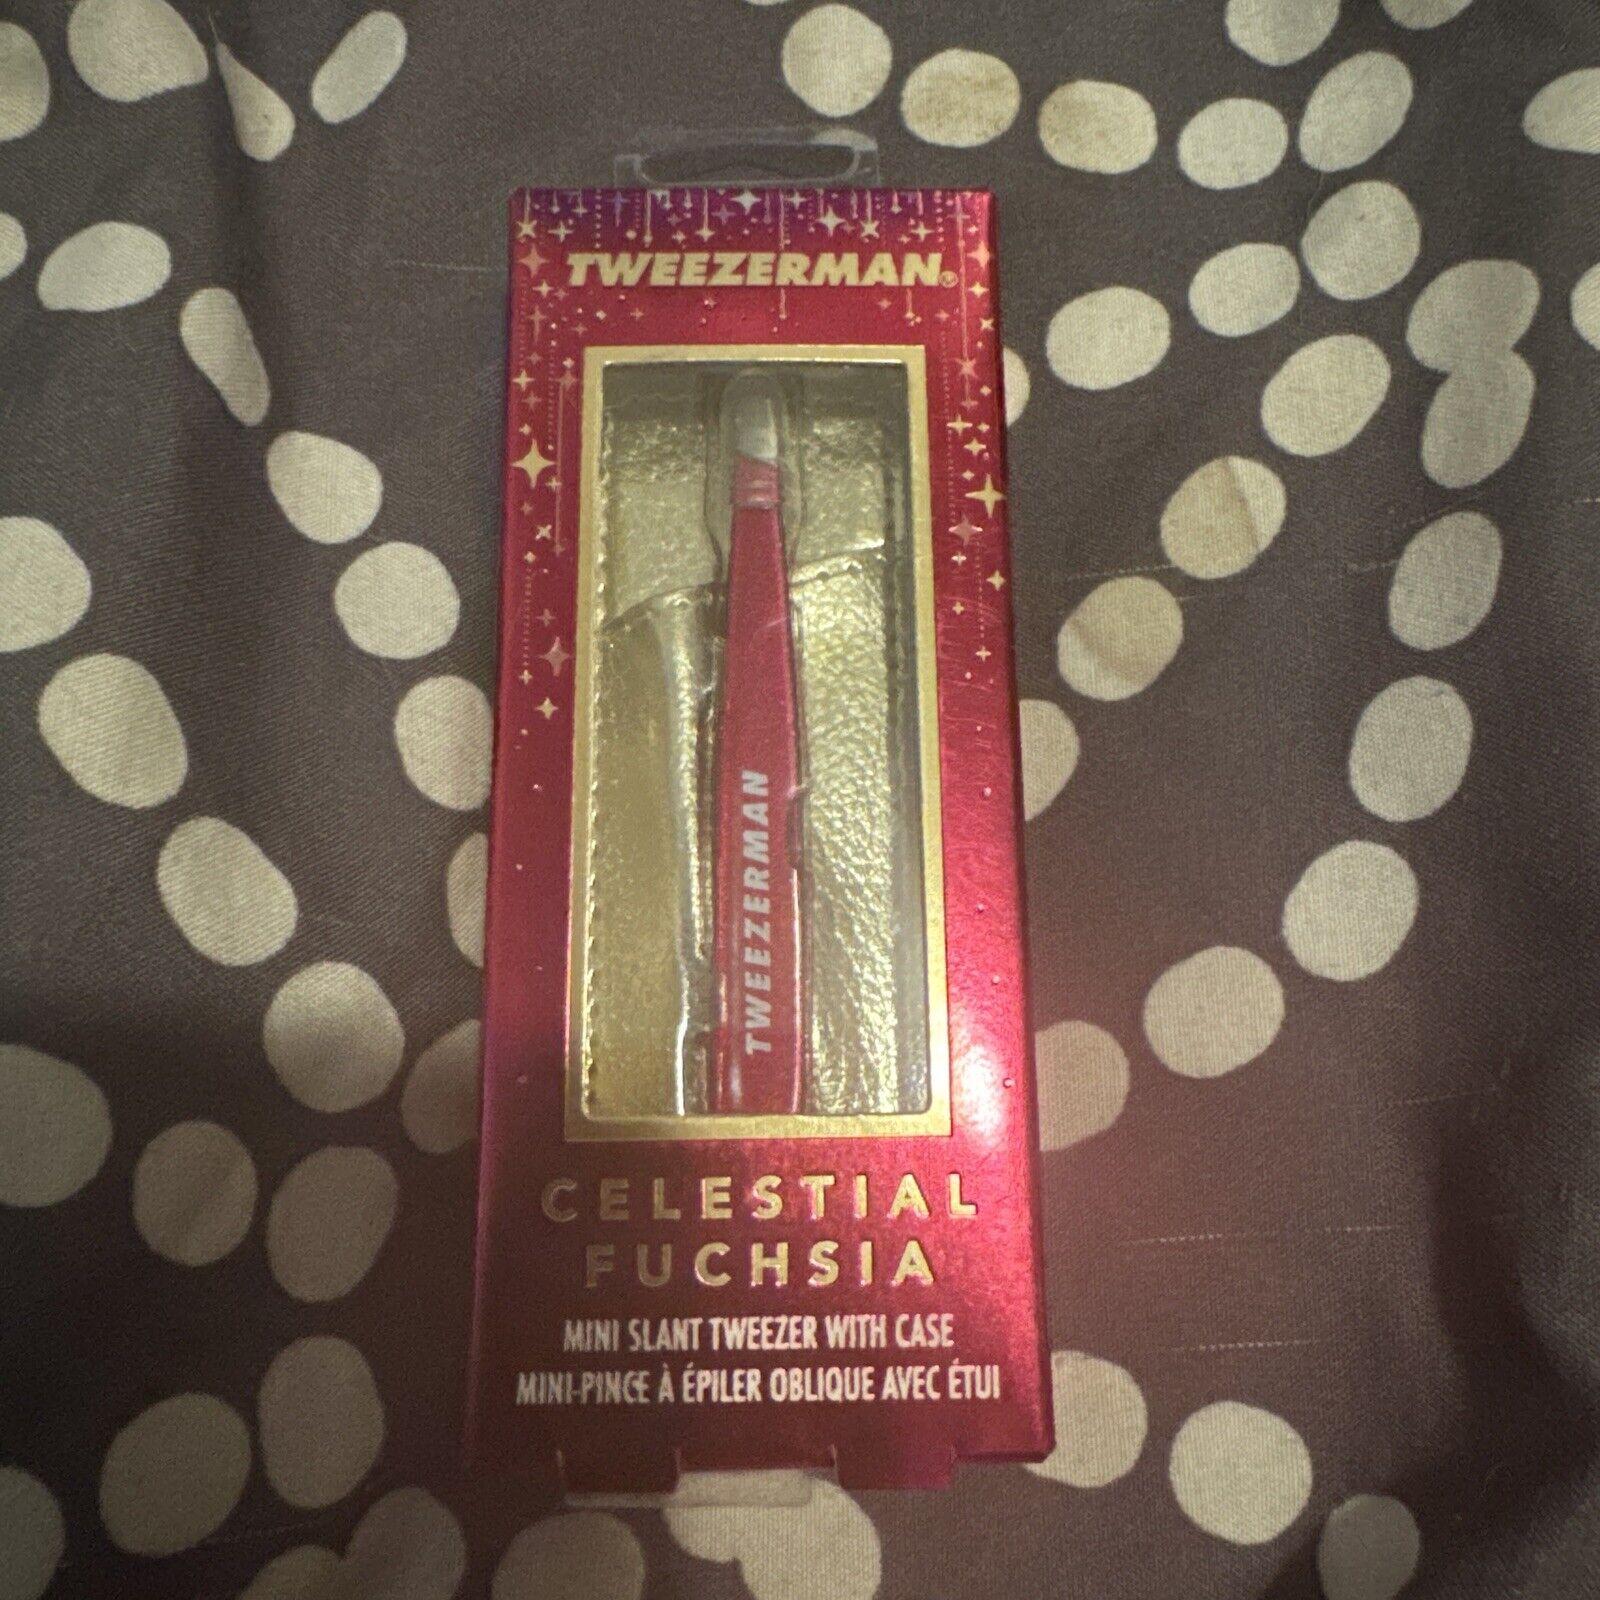 TWEEZERMAN®
TWEEZERMAN
CELESTIAL
FUCHSIA
MINI SLANT TWEEZER WITH CASE
MINI-PINCE À ÉPILER OBLIQUE AVEC ÉTUI